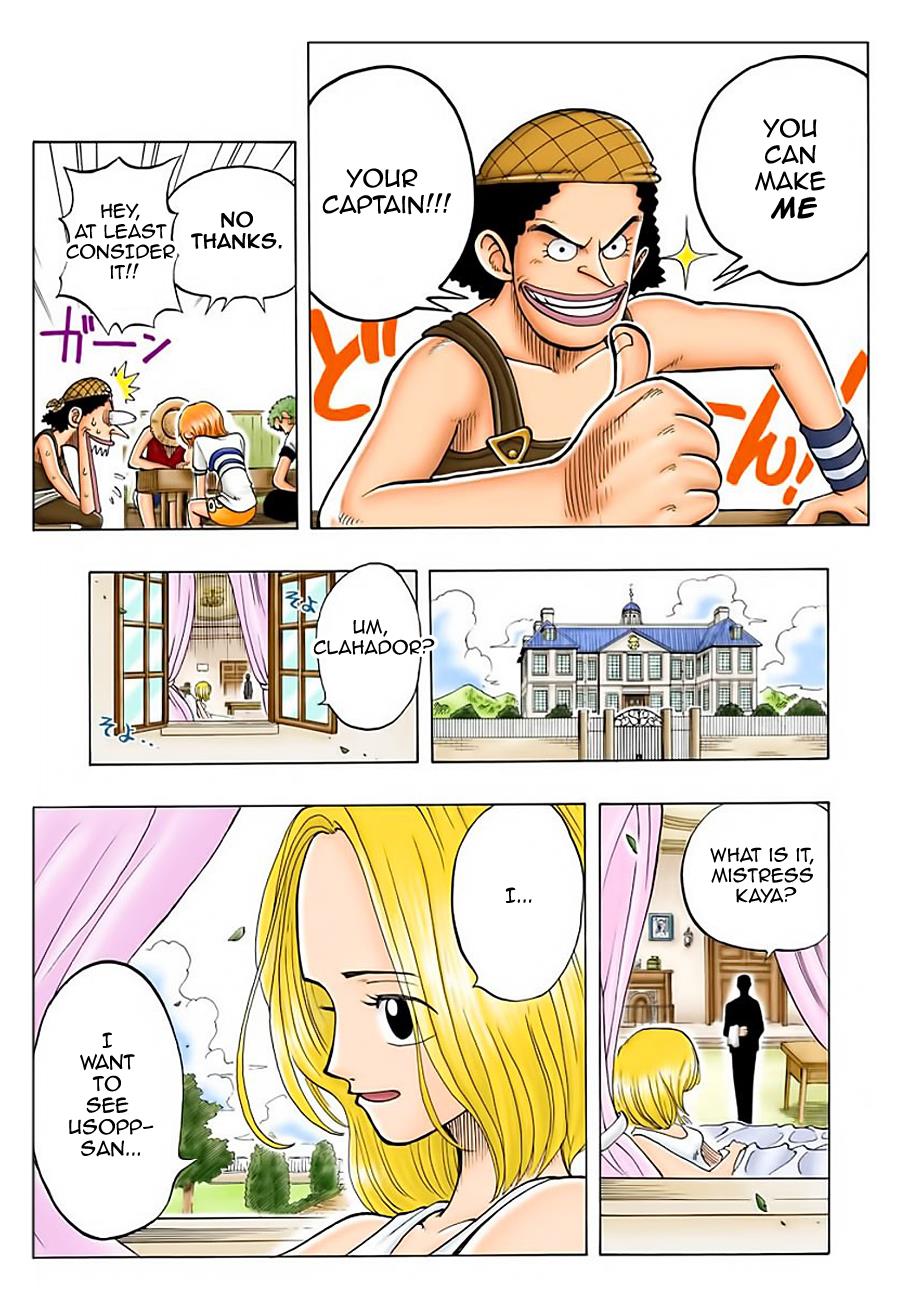 YOU
CAN
MAKE
ME
YOUR
CAPTAIN!!!
ど
ーん!!
NO
THANKS.
HEY,
AT LEAST
CONSIDER
IT!!
ガーン
UM,
CLAHADOR?
そよ
そよ...
WHAT IS IT,
MISTRESS
KAYA?
I...
I
WANT
TO
SEE
USOPP-
SAN...